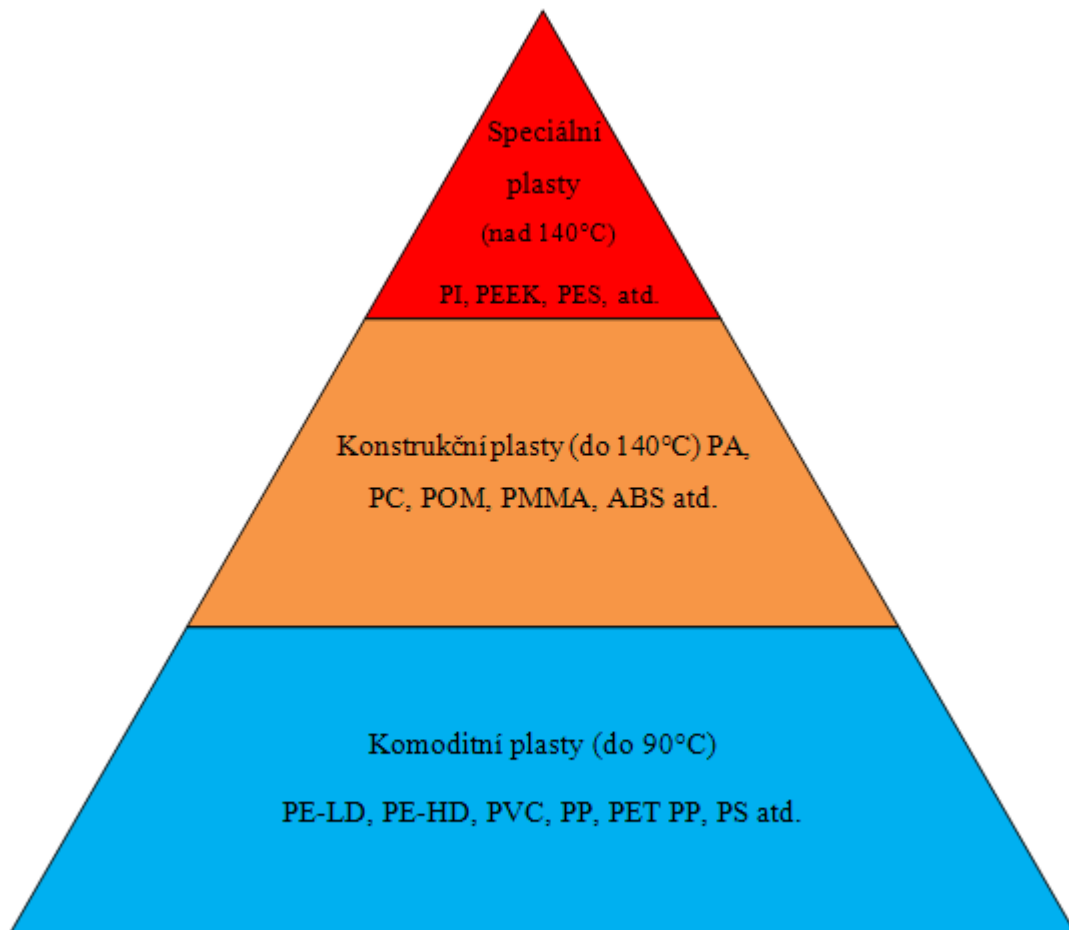 Speciální
plasty
(nad 140°C)
PI, PEEK, PES, atd.
Konstrukční plasty (do 140°C) PA,
PC, POM, PMMA, ABS atd.
Komoditní plasty (do 90°C)
PE-LD, PE-HD, PVC, PP, PET PP, PS atd.